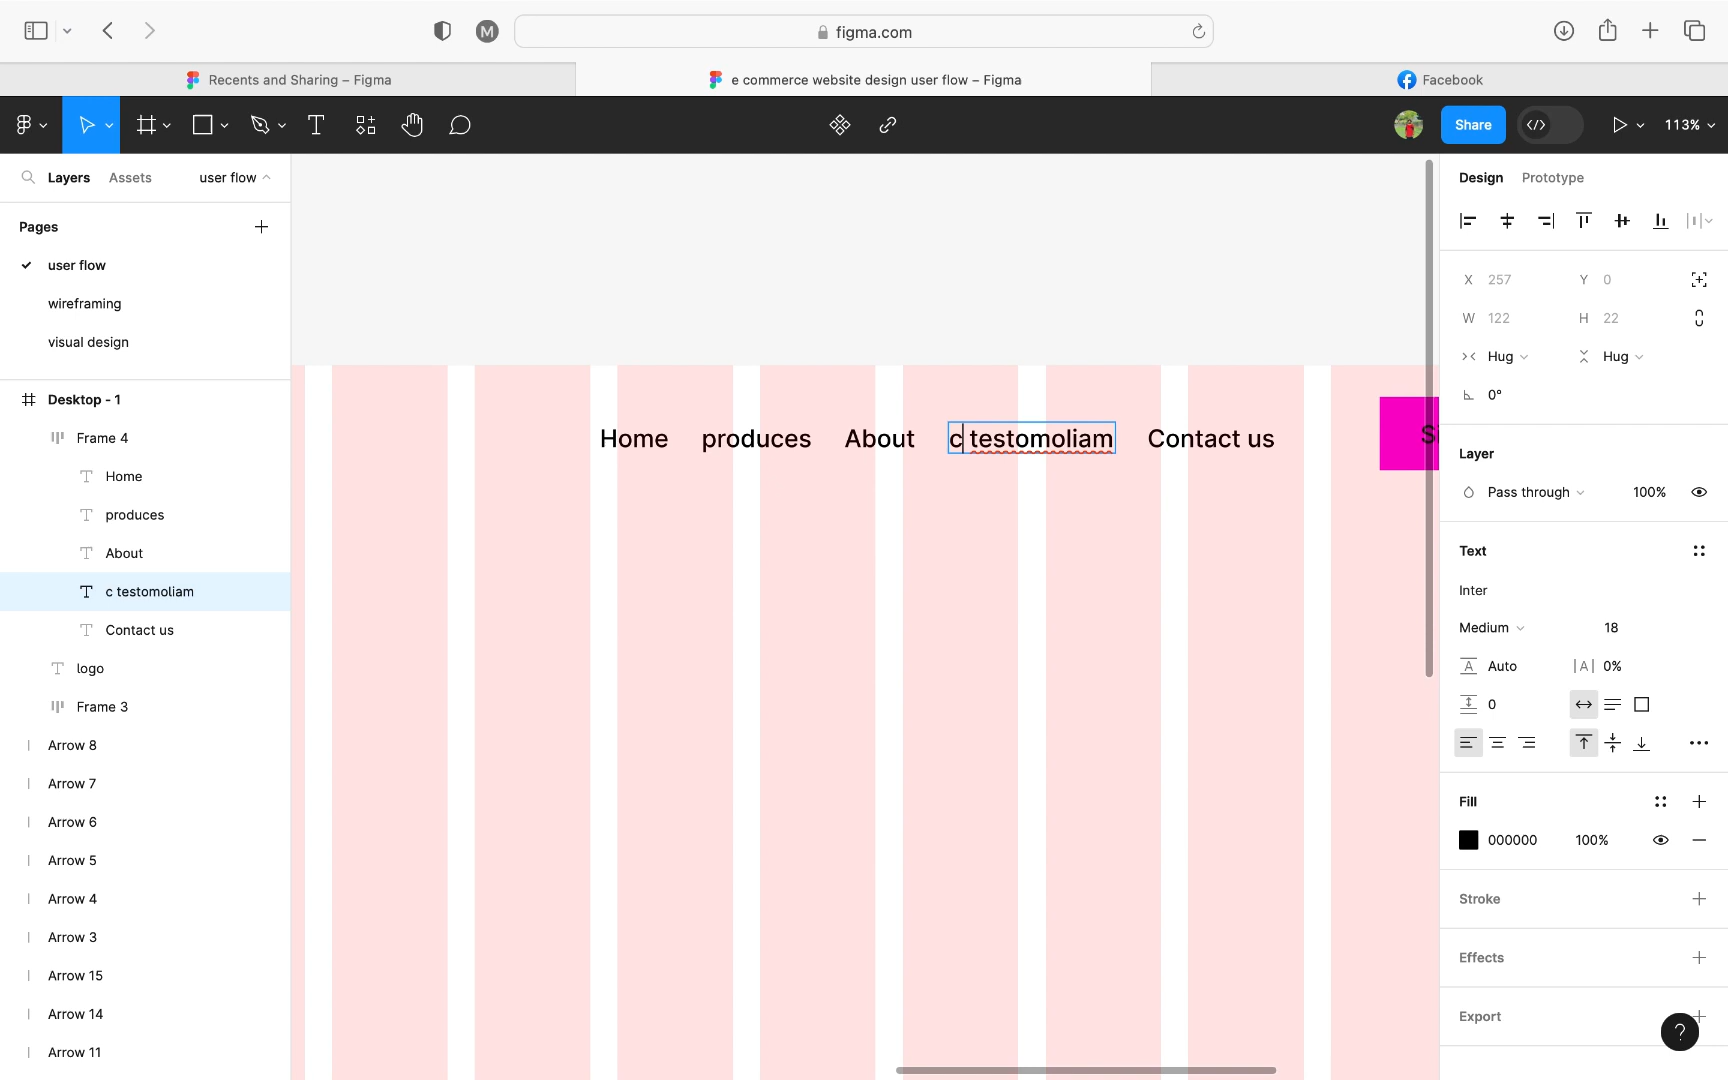 M
figma.com
Recents and Sharing – Figma
e commerce website design user flow – Figma
Facebook
Share
113%
Layers
Assets
user flow
Pages
user flow
wireframing
visual design
Desktop - 1
Frame 4
Home
produces
About
c testomoliam
Contact us
logo
Frame 3
Arrow 8
Arrow 7
Arrow 6
Arrow 5
Arrow 4
Arrow 3
Arrow 15
Arrow 14
Arrow 11
Home produces About c testomoliam Contact us
Design Prototype
X 257 Y 0
W 122 H 22
Hug Hug
0°
Layer
Pass through 100%
Text
Inter
Medium 18
A Auto |A| 0%
0
Fill
000000 100%
Stroke
Effects
Export
?